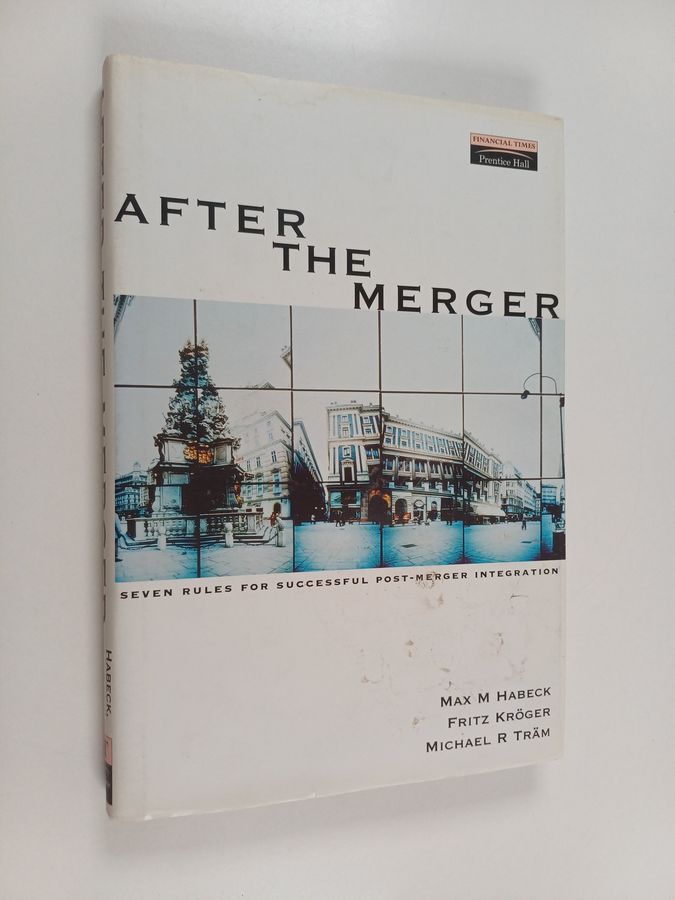 FINANCIAL TIMES
Prentice Hall
AFTER
THE
MERGER
SEVEN RULES FOR SUCCESSFUL POST-MERGER INTEGRATION
MAX M HABECK
FRITZ KRÖGER
MICHAEL R TRÄM
HABECK,